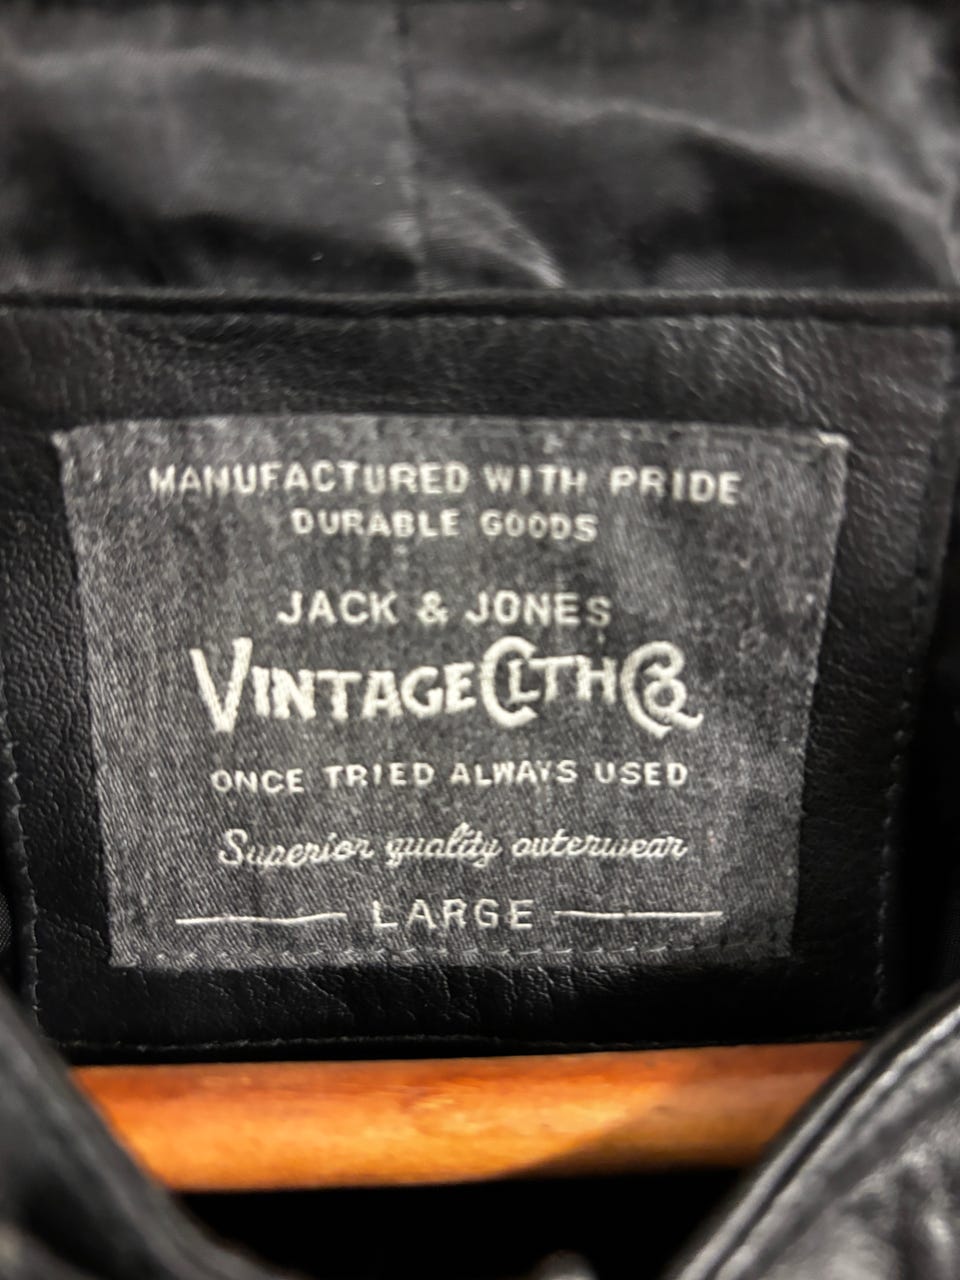 MANUFACTURED WITH PRIDE
DURABLE GOODS
JACK & JONES
VINTAGE CLTH Co
ONCE TRIED ALWAYS USED
Superior quality outerwear
LARGE